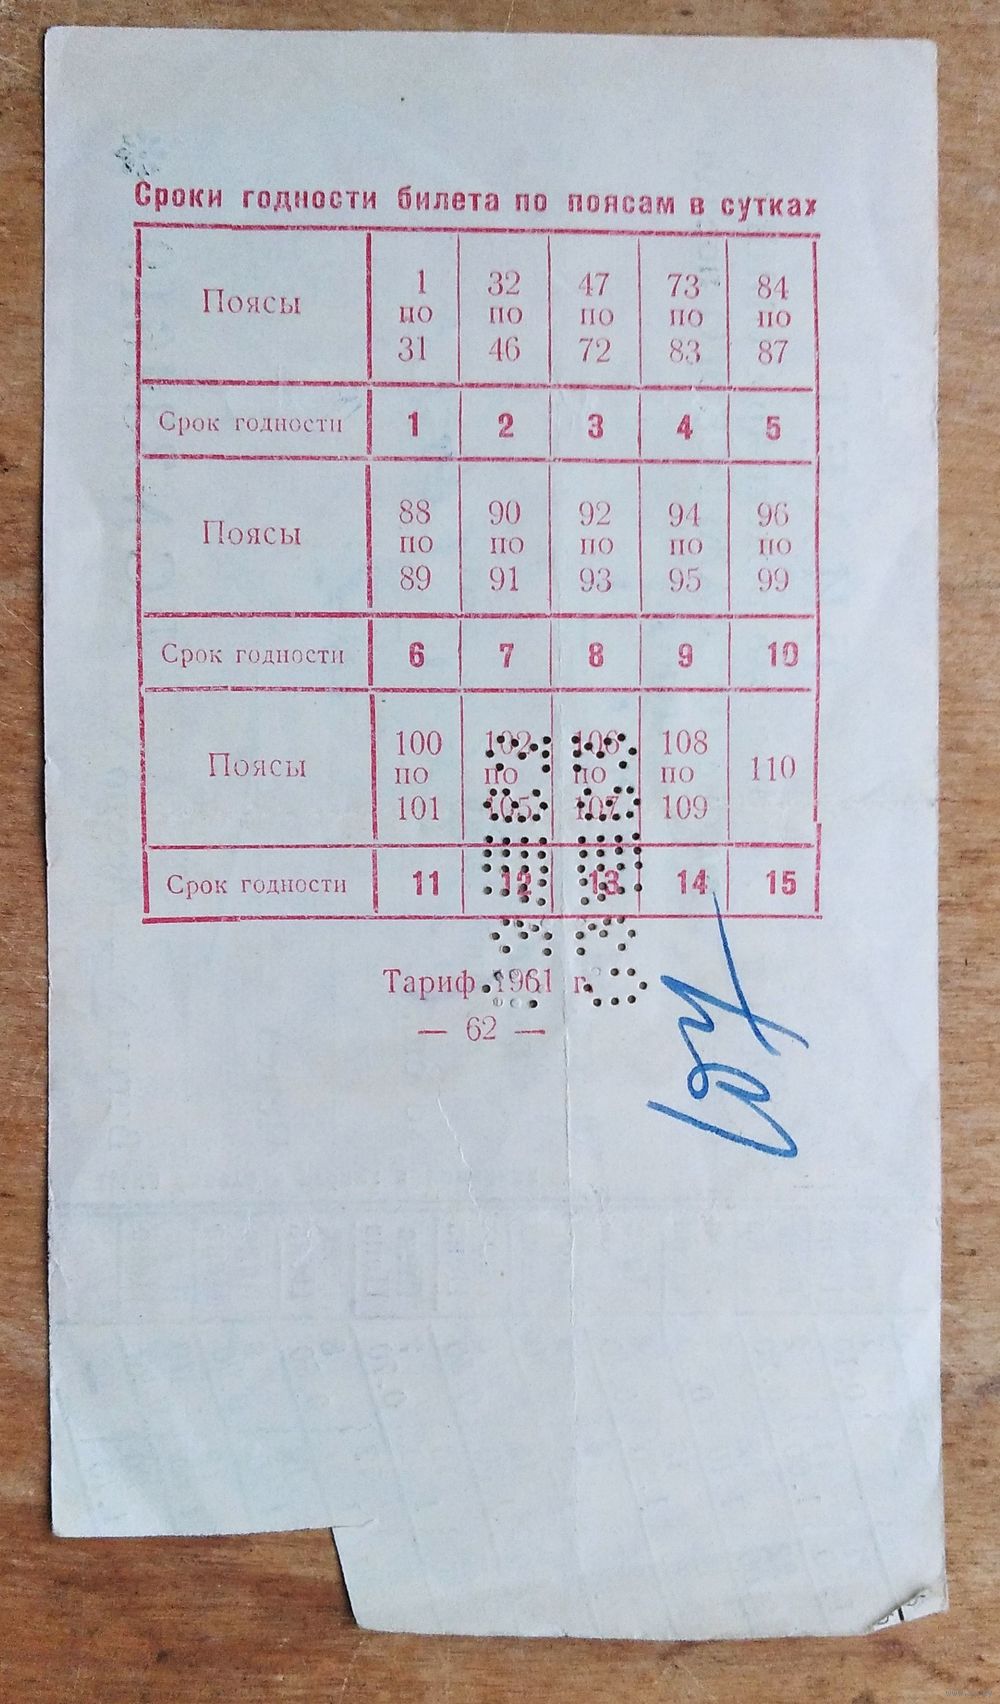 Сроки годности билета по поясам в сутках
Поясы 1 по 31 32 по 46 47 по 72 73 по 83 84 по 87
Срок годности 1 2 3 4 5
Поясы 88 по 89 90 по 91 92 по 93 94 по 95 96 по 99
Срок годности 6 7 8 9 10
Поясы 100 по 101 102 по 105 106 по 107 108 по 109 110
Срок годности 11 12 13 14 15
Тариф 1961 г.
— 62 —